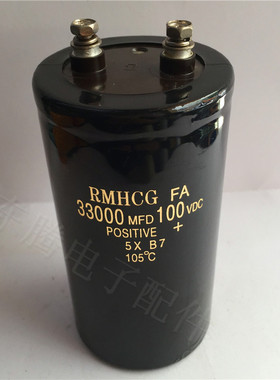 RMHCG FA
33000 MFD 100 VDC
POSITIVE +
5X B7
105°C